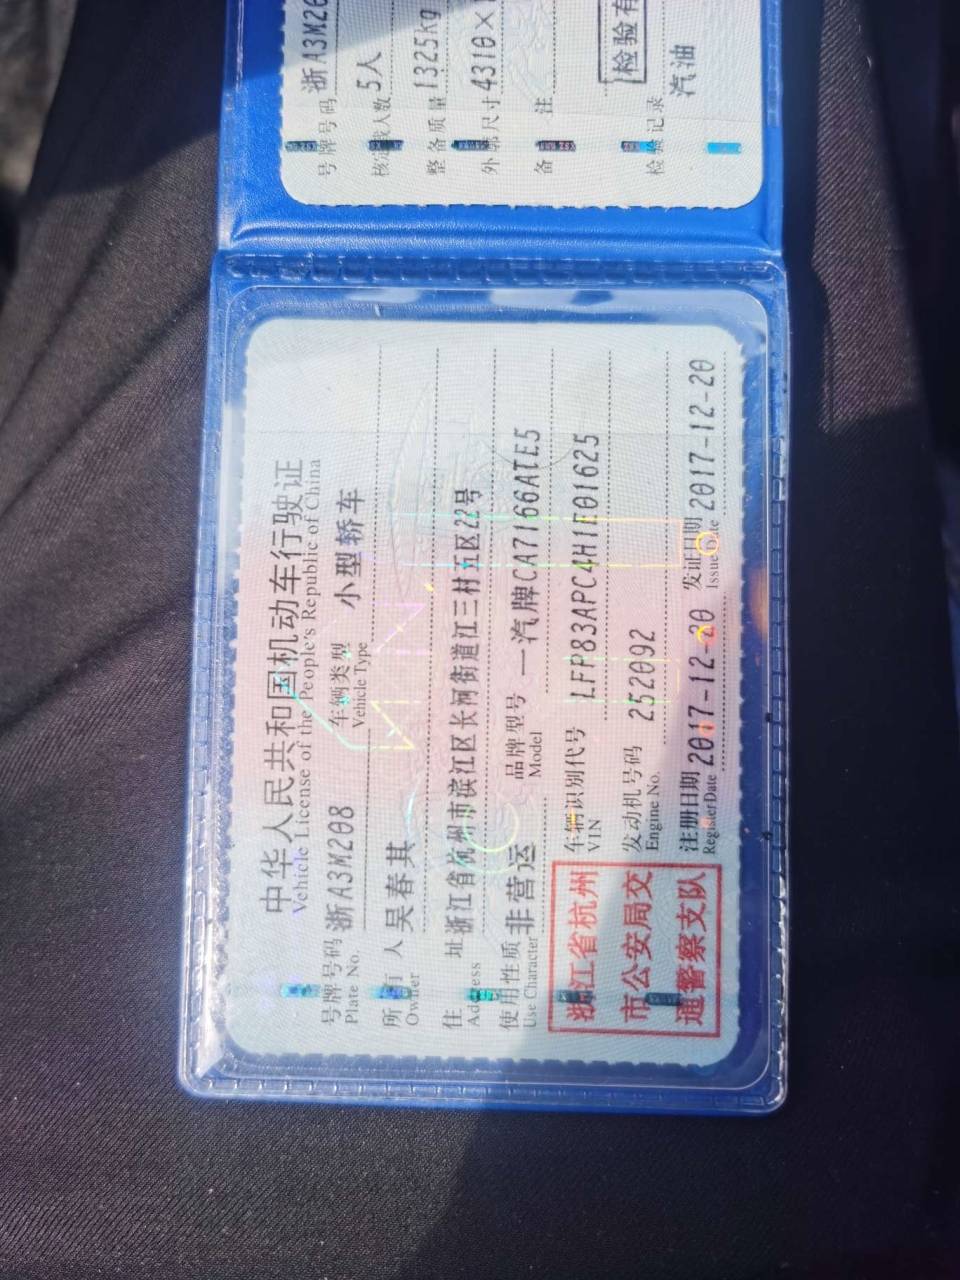 中华人民共和国机动车行驶证
Vehicle License of the People's Republic of China
号牌号码 浙A3M208 车辆类型 小型轿车
Plate No. Vehicle Type
所有人 吴春其
Owner
住址 浙江省杭州市滨江区长河街道江三村五区22号
Address
使用性质 非营运 品牌型号 一汽牌CA7166ATE5
Use Character Model
浙江省杭州
市公安局交
通警察支队
车辆识别代号 LFP83APC4H1E01625
VIN
发动机号码 252092
Engine No.
注册日期 2017-12-20 发证日期 2017-12-20
Register Date Issue Date
号牌号码 浙A3M20
核定载人数 5人
整备质量 1325kg
外廓尺寸 4310×
备注
检验有
检验记录 汽油